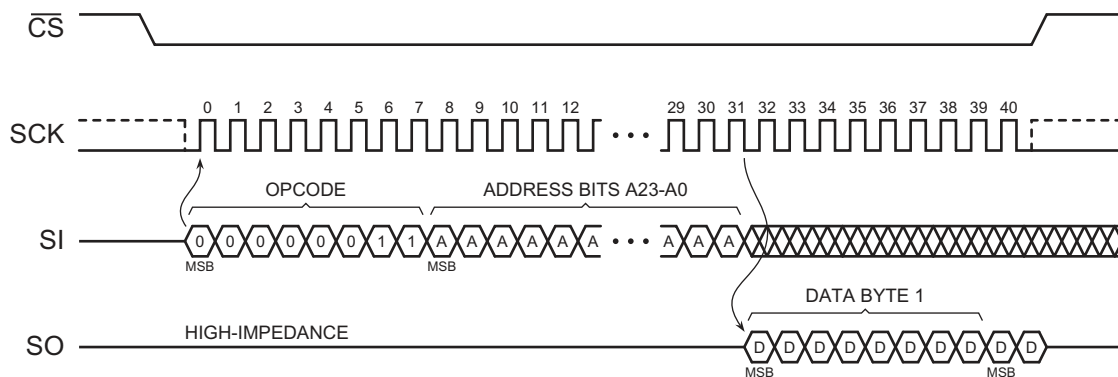 CS
0 1 2 3 4 5 6 7 8 9 10 11 12 29 30 31 32 33 34 35 36 37 38 39 40
SCK
OPCODE ADDRESS BITS A23-A0
SI 0 0 0 0 0 0 1 1 A A A A A A A A A
MSB MSB
DATA BYTE 1
HIGH-IMPEDANCE
SO D D D D D D D D D D
MSB MSB